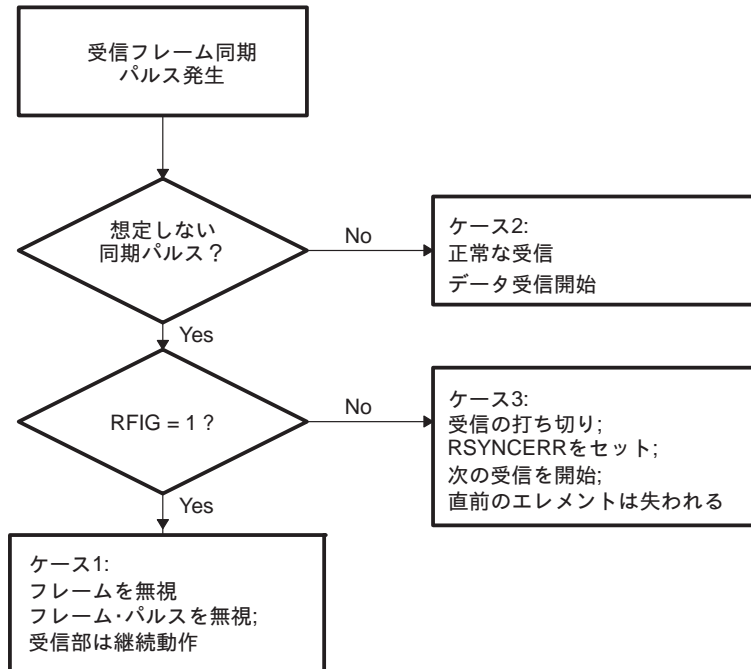 受信フレーム同期
パルス発生
想定しない
同期パルス？
No
ケース2:
正常な受信
データ受信開始
Yes
RFIG = 1 ?
No
ケース3:
受信の打ち切り;
RSYNCERRをセット;
次の受信を開始;
直前のエレメントは失われる
Yes
ケース1:
フレームを無視
フレーム・パルスを無視;
受信部は継続動作